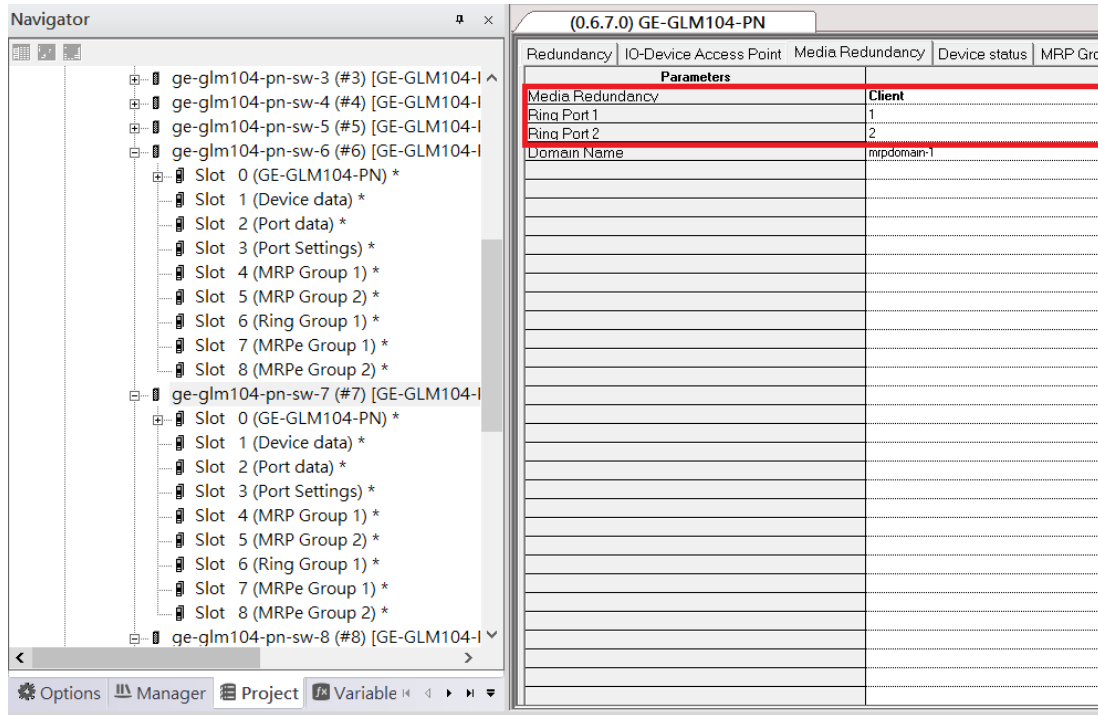 Navigator
ge-glm104-pn-sw-3 (#3) [GE-GLM104-
ge-glm104-pn-sw-4 (#4) [GE-GLM104-
ge-glm104-pn-sw-5 (#5) [GE-GLM104-
ge-glm104-pn-sw-6 (#6) [GE-GLM104-
Slot 0 (GE-GLM104-PN) *
Slot 1 (Device data) *
Slot 2 (Port data) *
Slot 3 (Port Settings) *
Slot 4 (MRP Group 1) *
Slot 5 (MRP Group 2) *
Slot 6 (Ring Group 1) *
Slot 7 (MRPe Group 1) *
Slot 8 (MRPe Group 2) *
ge-glm104-pn-sw-7 (#7) [GE-GLM104-
Slot 0 (GE-GLM104-PN) *
Slot 1 (Device data) *
Slot 2 (Port data) *
Slot 3 (Port Settings) *
Slot 4 (MRP Group 1) *
Slot 5 (MRP Group 2) *
Slot 6 (Ring Group 1) *
Slot 7 (MRPe Group 1) *
Slot 8 (MRPe Group 2) *
ge-glm104-pn-sw-8 (#8) [GE-GLM104-
Options Manager Project Variable
(0.6.7.0) GE-GLM104-PN
Redundancy IO-Device Access Point Media Redundancy Device status MRP Gro
Parameters
Media Redundancy Client
Ring Port 1 1
Ring Port 2 2
Domain Name mrpdomain-1